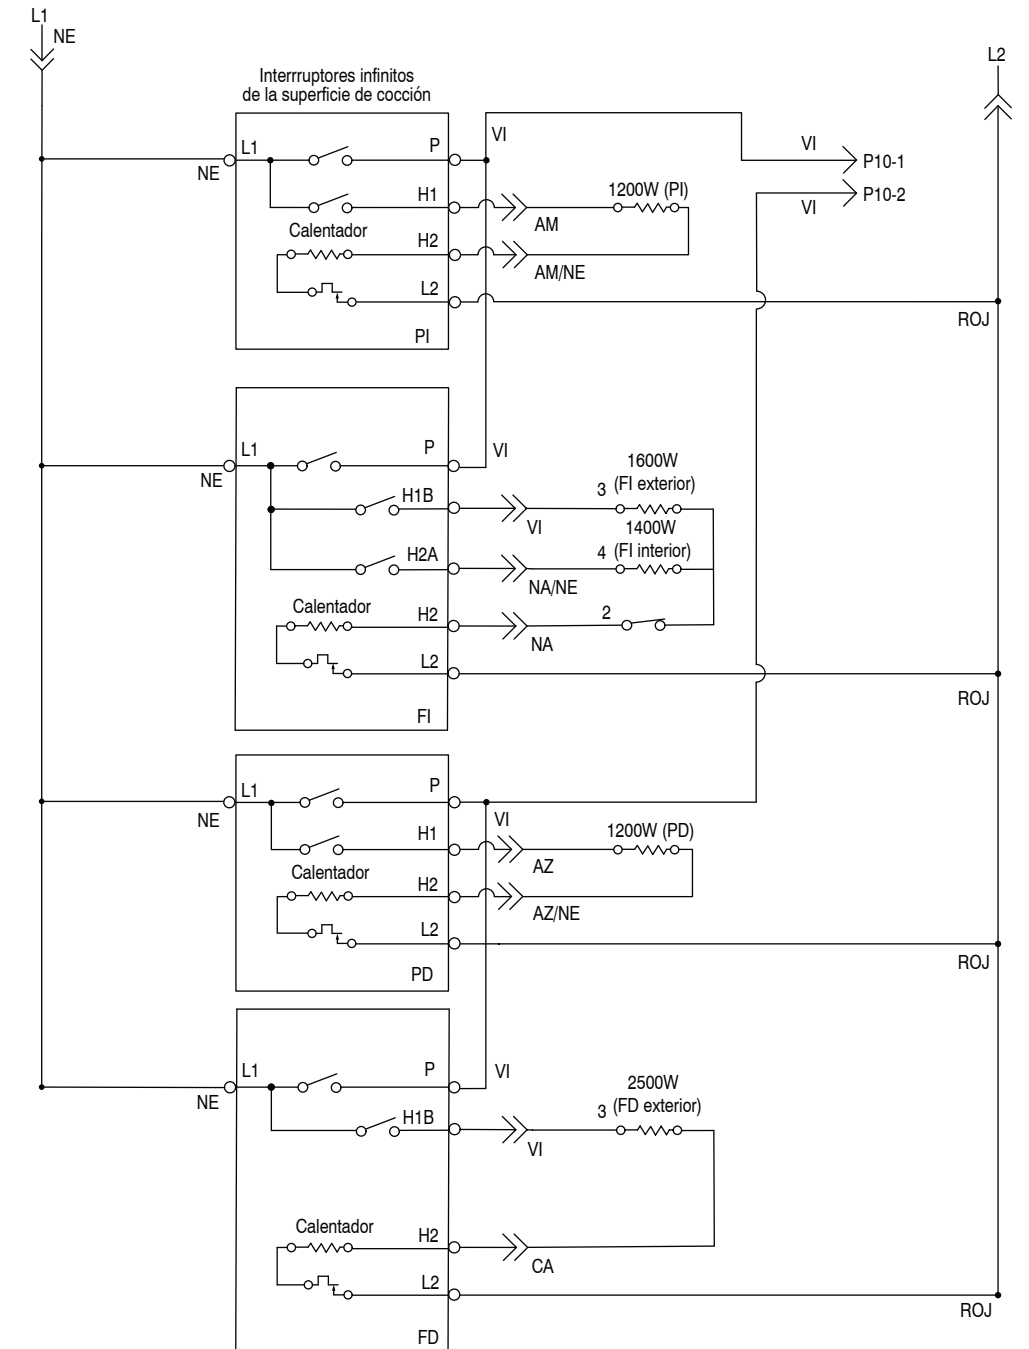 L1
NE
L2
Interrruptores infinitos
de la superficie de cocción
L1
P
VI
VI
P10-1
NE
H1
AM
1200W (PI)
VI
P10-2
Calentador
H2
AM/NE
L2
ROJ
PI
L1
P
VI
NE
1600W
3 (FI exterior)
H1B
VI
1400W
4 (FI interior)
H2A
NA/NE
Calentador
H2
2
NA
L2
ROJ
FI
L1
P
VI
NE
H1
AZ
1200W (PD)
Calentador
H2
AZ/NE
L2
ROJ
PD
L1
P
VI
NE
2500W
3 (FD exterior)
H1B
VI
Calentador
H2
CA
L2
ROJ
FD